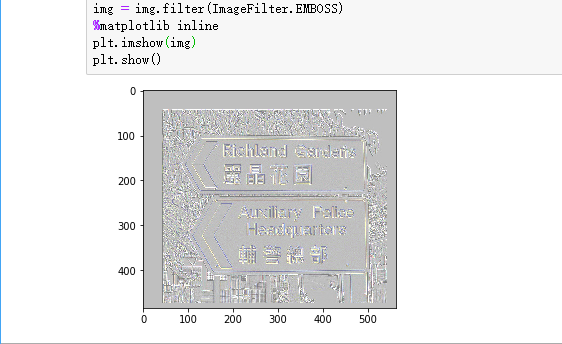 img = img.filter(ImageFilter.EMBOSS)
%matplotlib inline
plt.imshow(img)
plt.show()
0
100
Richland Gardens
麗晶花園
200
Auxiliary Police
Headquarters
300
輔警總部
400
0 100 200 300 400 500